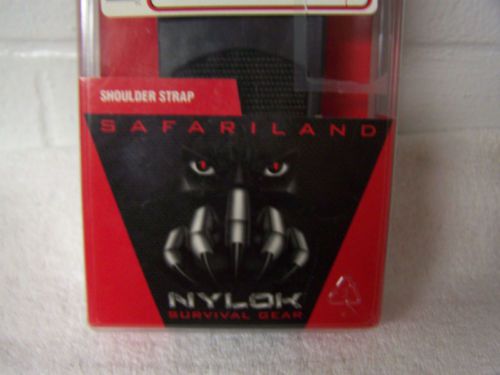 SHOULDER STRAP
SAFARILAND
NYLOK
SURVIVAL GEAR